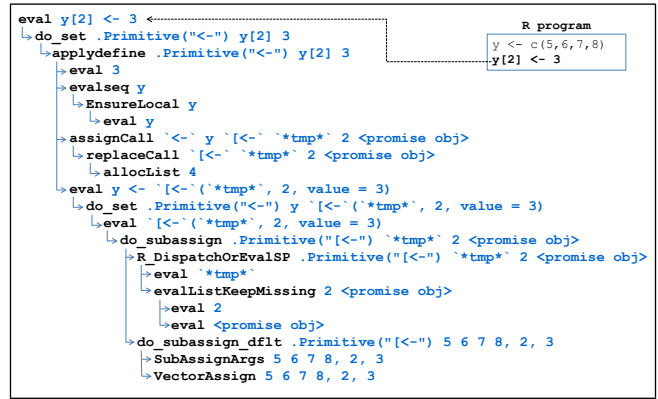 eval y[2] <- 3
R program
do_set .Primitive("<-") y[2] 3
y <- c(5,6,7,8)
applydefine .Primitive("<-") y[2] 3
y[2] <- 3
eval 3
evalseq y
EnsureLocal y
eval y
assignCall `<-` y `[<-` `*tmp*` 2 <promise obj>
replaceCall `[<-` `*tmp*` 2 <promise obj>
allocList 4
eval y <- `[<-`(`*tmp*`, 2, value = 3)
do_set .Primitive("<-") y `[<-`(`*tmp*`, 2, value = 3)
eval `[<-`(`*tmp*`, 2, value = 3)
do_subassign .Primitive("[<-") `*tmp*` 2 <promise obj>
R_DispatchOrEvalSP .Primitive("[<-") `*tmp*` 2 <promise obj>
eval `*tmp*`
evalListKeepMissing 2 <promise obj>
eval 2
eval <promise obj>
do_subassign_dflt .Primitive("[<-") 5 6 7 8, 2, 3
SubAssignArgs 5 6 7 8, 2, 3
VectorAssign 5 6 7 8, 2, 3